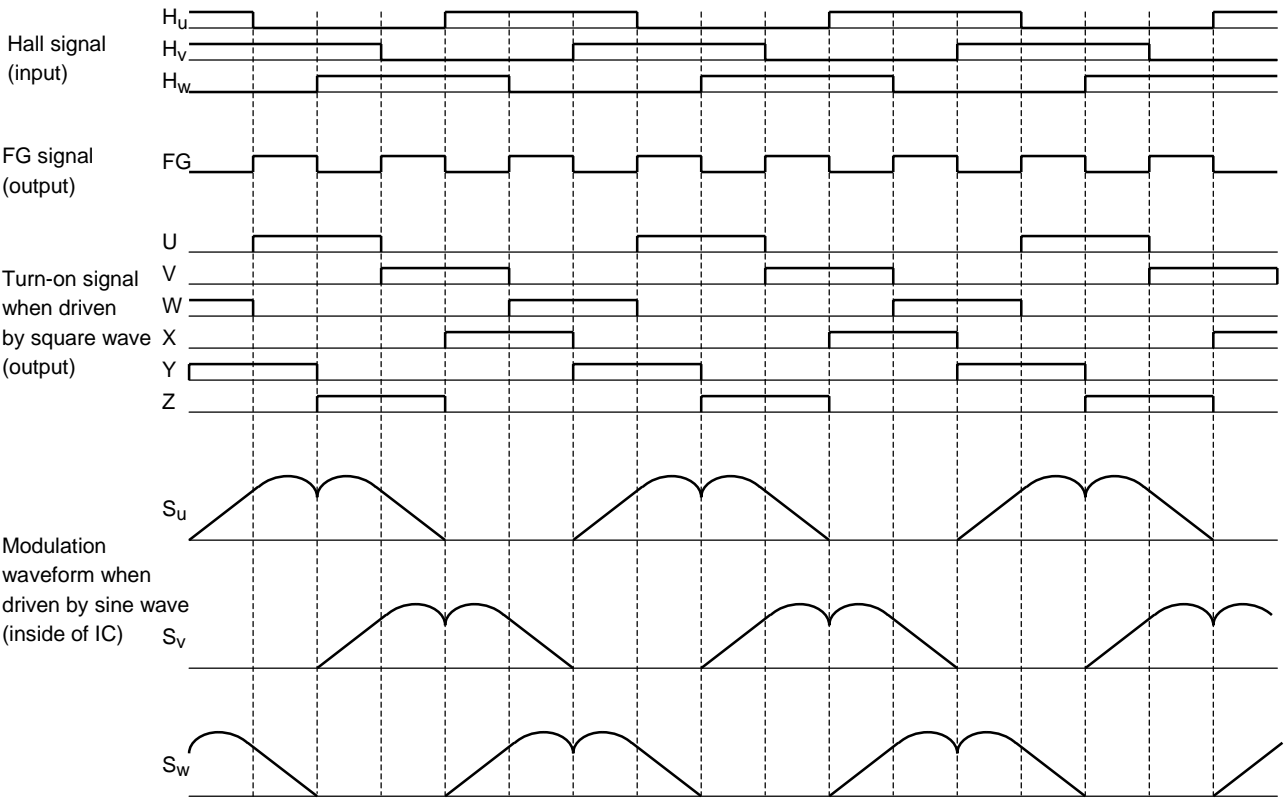 Hall signal
(input)
Hu
Hv
Hw
FG signal
(output)
FG
Turn-on signal
when driven
by square wave
(output)
U
V
W
X
Y
Z
Modulation
waveform when
driven by sine wave
(inside of IC)
Su
Sv
Sw